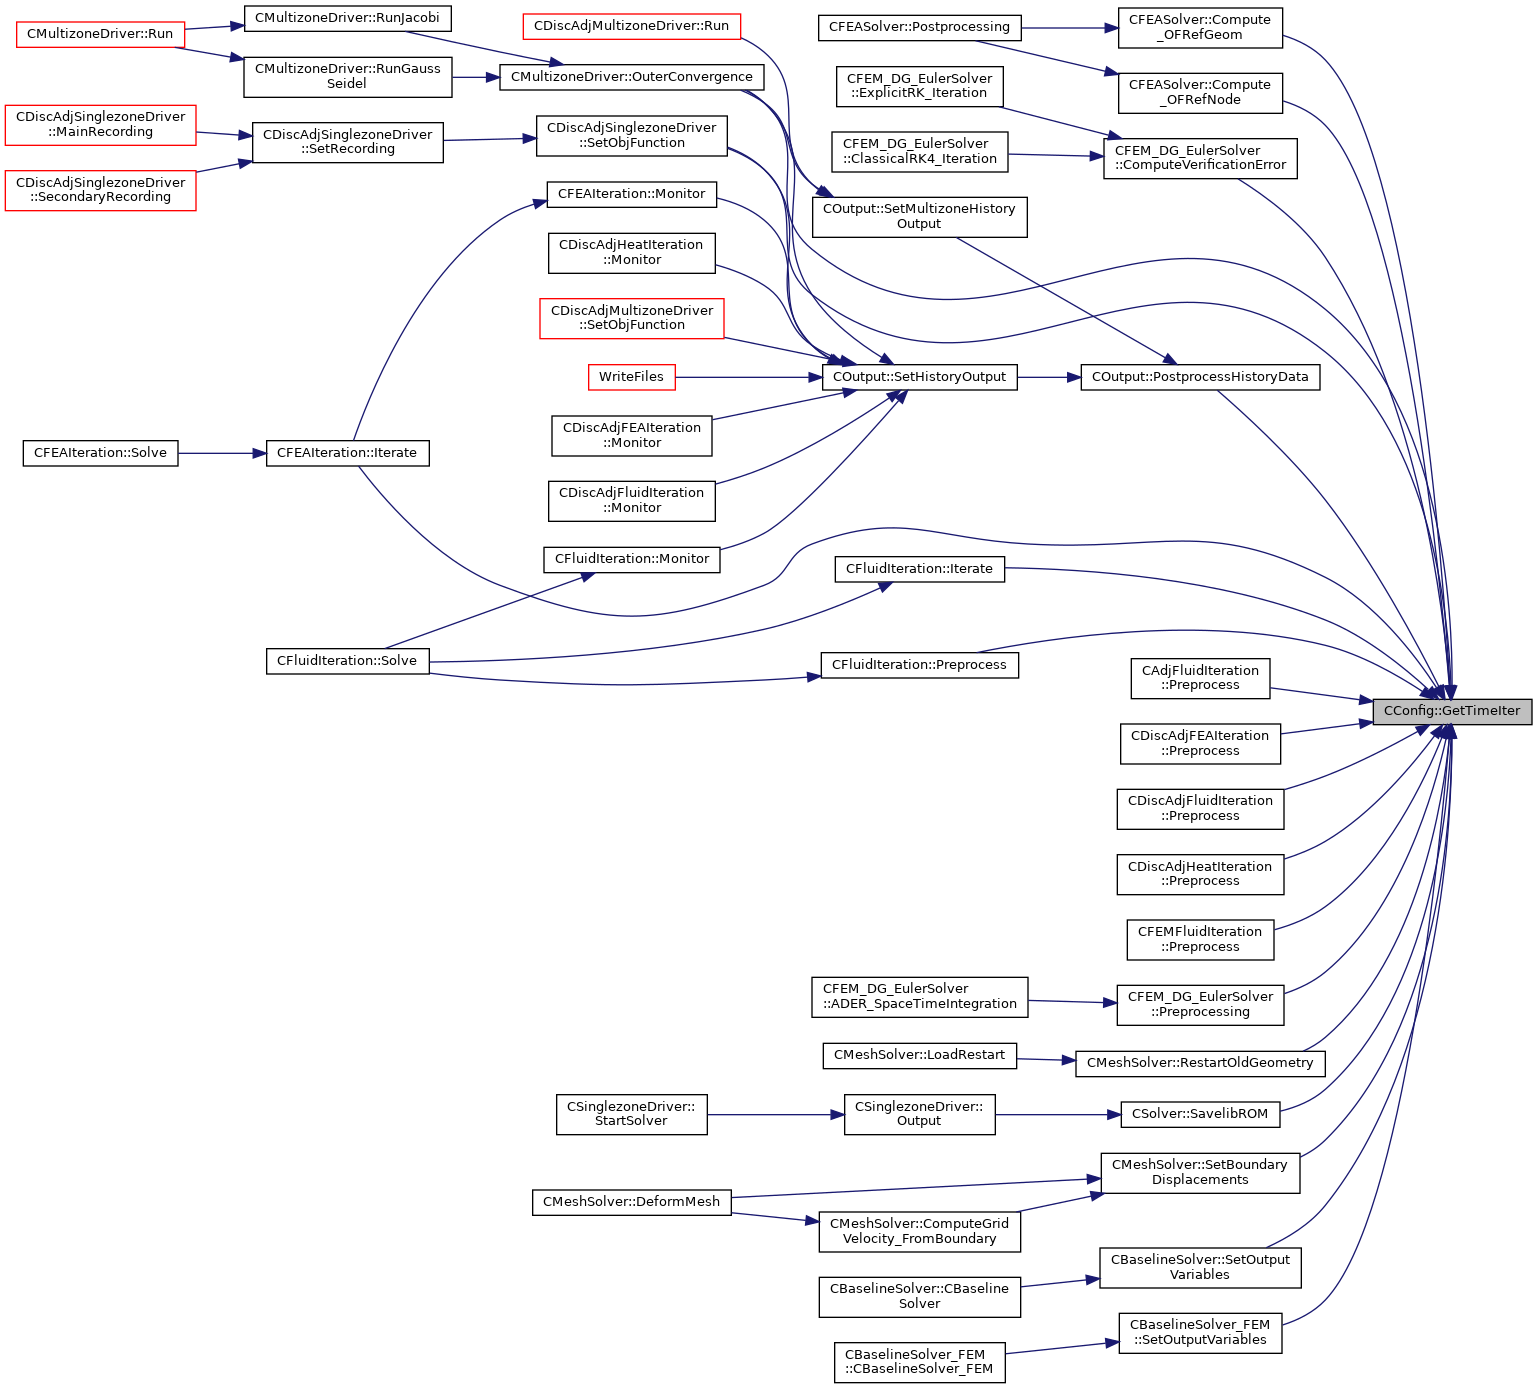 CMultizoneDriver::Run
CMultizoneDriver::RunJacobi
CMultizoneDriver::RunGauss
Seidel
CDiscAdjMultizoneDriver::Run
CMultizoneDriver::OuterConvergence
CDiscAdjSinglezoneDriver
::MainRecording
CDiscAdjSinglezoneDriver
::SecondaryRecording
CDiscAdjSinglezoneDriver
::SetRecording
CDiscAdjSinglezoneDriver
::SetObjFunction
CFEAIteration::Monitor
CDiscAdjHeatIteration
::Monitor
CDiscAdjMultizoneDriver
::SetObjFunction
WriteFiles
CDiscAdjFEAIteration
::Monitor
CDiscAdjFluidIteration
::Monitor
CFluidIteration::Monitor
CFEAIteration::Solve
CFEAIteration::Iterate
CFluidIteration::Solve
CFEASolver::Postprocessing
CFEM_DG_EulerSolver
::ExplicitRK_Iteration
CFEM_DG_EulerSolver
::ClassicalRK4_Iteration
COutput::SetMultizoneHistory
Output
COutput::SetHistoryOutput
CFEASolver::Compute
_OFRefGeom
CFEASolver::Compute
_OFRefNode
CFEM_DG_EulerSolver
::ComputeVerificationError
COutput::PostprocessHistoryData
CFluidIteration::Iterate
CFluidIteration::Preprocess
CAdjFluidIteration
::Preprocess
CConfig::GetTimeIter
CDiscAdjFEAIteration
::Preprocess
CDiscAdjFluidIteration
::Preprocess
CDiscAdjHeatIteration
::Preprocess
CFEMFluidIteration
::Preprocess
CFEM_DG_EulerSolver
::ADER_SpaceTimeIntegration
CFEM_DG_EulerSolver
::Preprocessing
CMeshSolver::LoadRestart
CMeshSolver::RestartOldGeometry
CSinglezoneDriver::
StartSolver
CSinglezoneDriver::
Output
CSolver::SavelibROM
CMeshSolver::SetBoundary
Displacements
CMeshSolver::DeformMesh
CMeshSolver::ComputeGrid
Velocity_FromBoundary
CBaselineSolver::SetOutput
Variables
CBaselineSolver::CBaseline
Solver
CBaselineSolver_FEM
::SetOutputVariables
CBaselineSolver_FEM
::CBaselineSolver_FEM